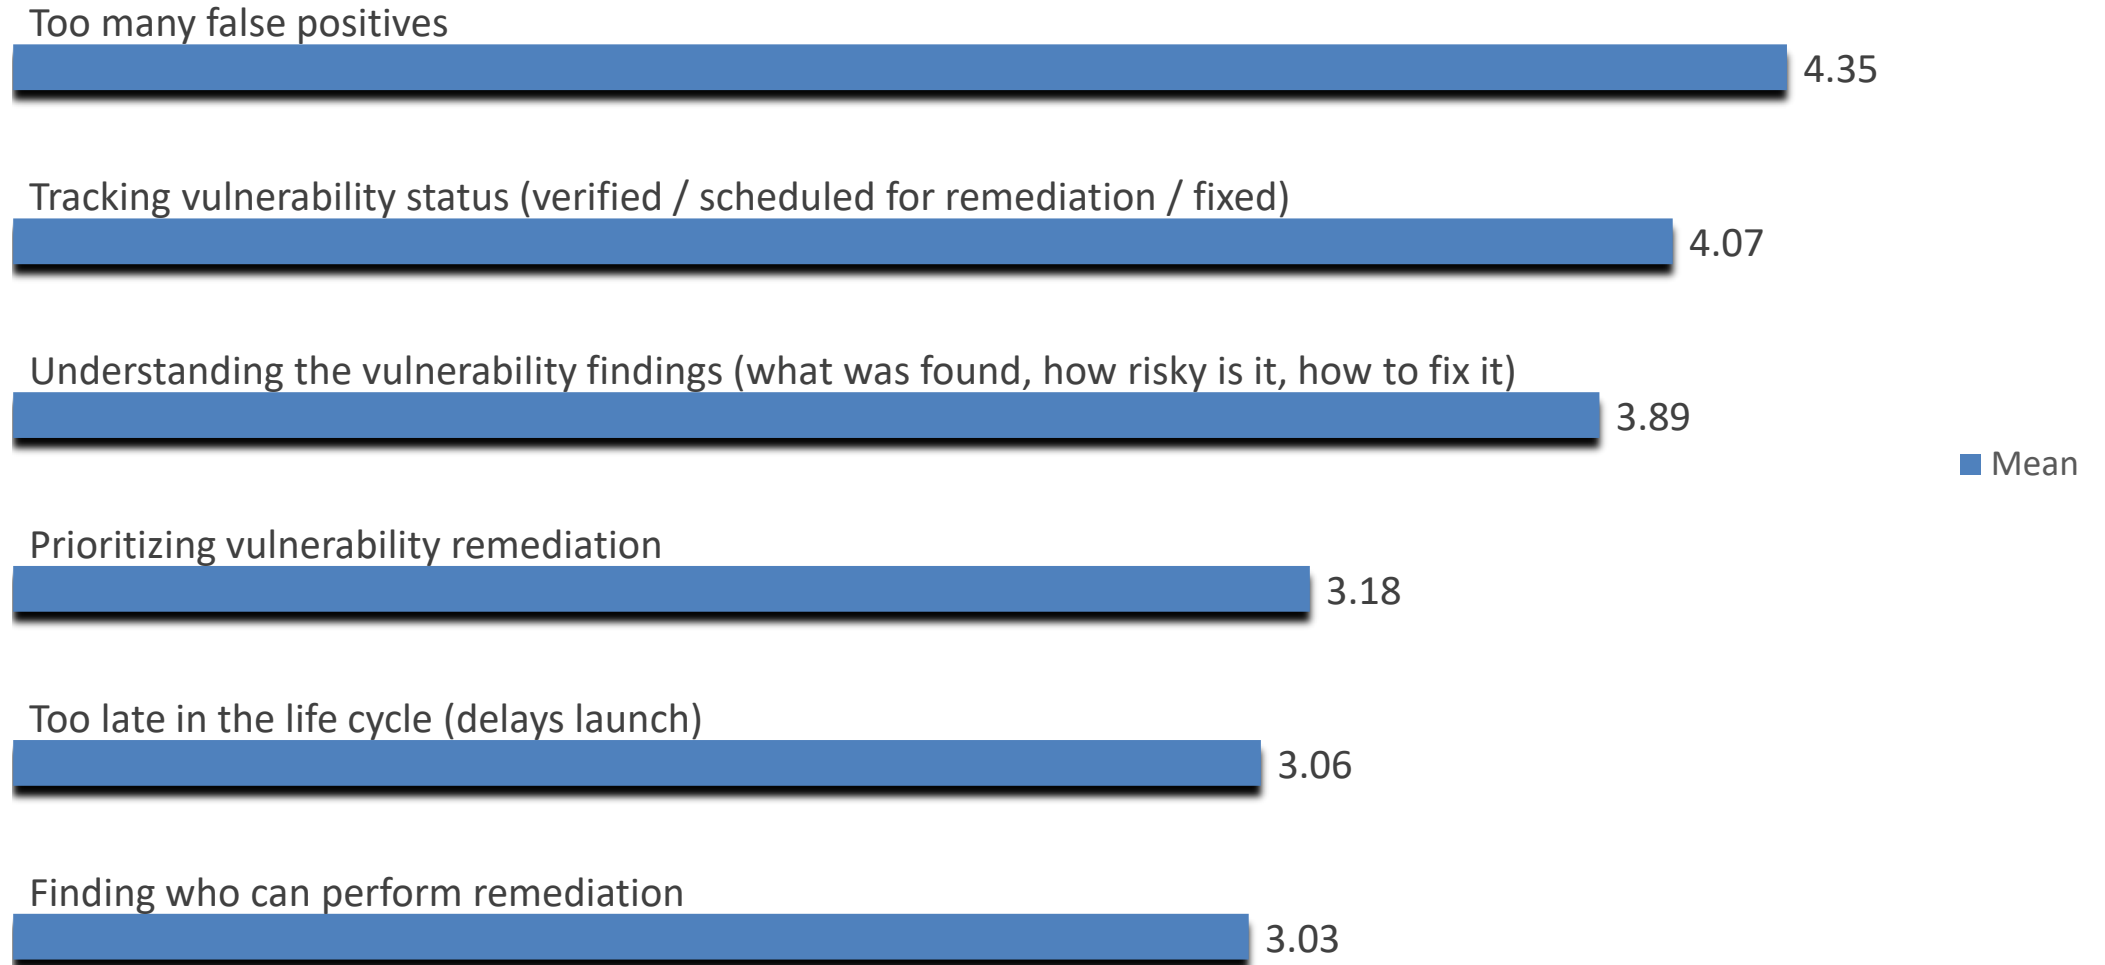 Too many false positives
4.35
Tracking vulnerability status (verified / scheduled for remediation / fixed)
4.07
Understanding the vulnerability findings (what was found, how risky is it, how to fix it)
3.89
Mean
Prioritizing vulnerability remediation
3.18
Too late in the life cycle (delays launch)
3.06
Finding who can perform remediation
3.03